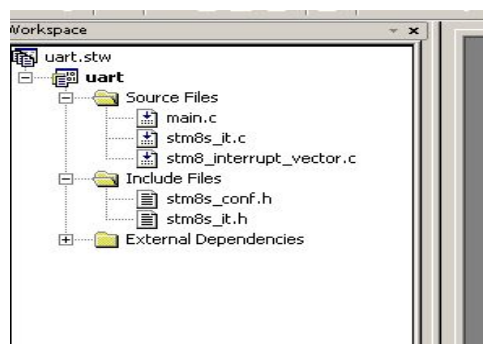 Workspace
uart.stw
uart
Source Files
main.c
stm8s_it.c
stm8_interrupt_vector.c
Include Files
stm8s_conf.h
stm8s_it.h
External Dependencies